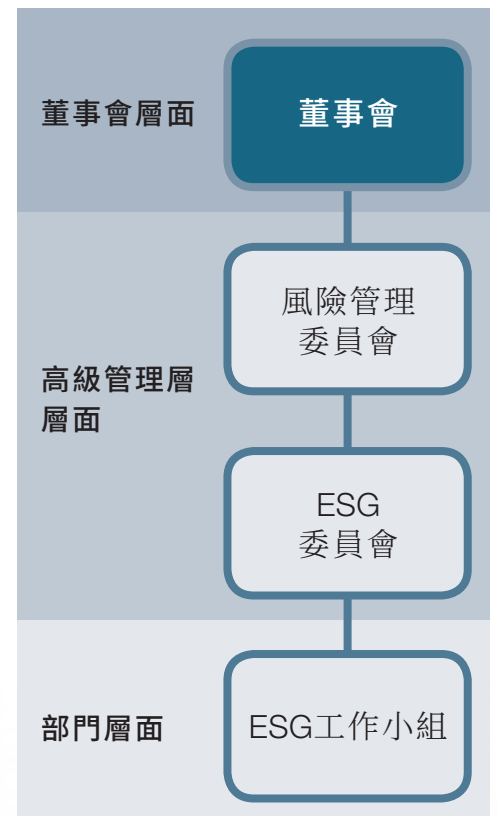 董事會層面
董事會
高級管理層
層面
風險管理
委員會
ESG
委員會
部門層面
ESG工作小組